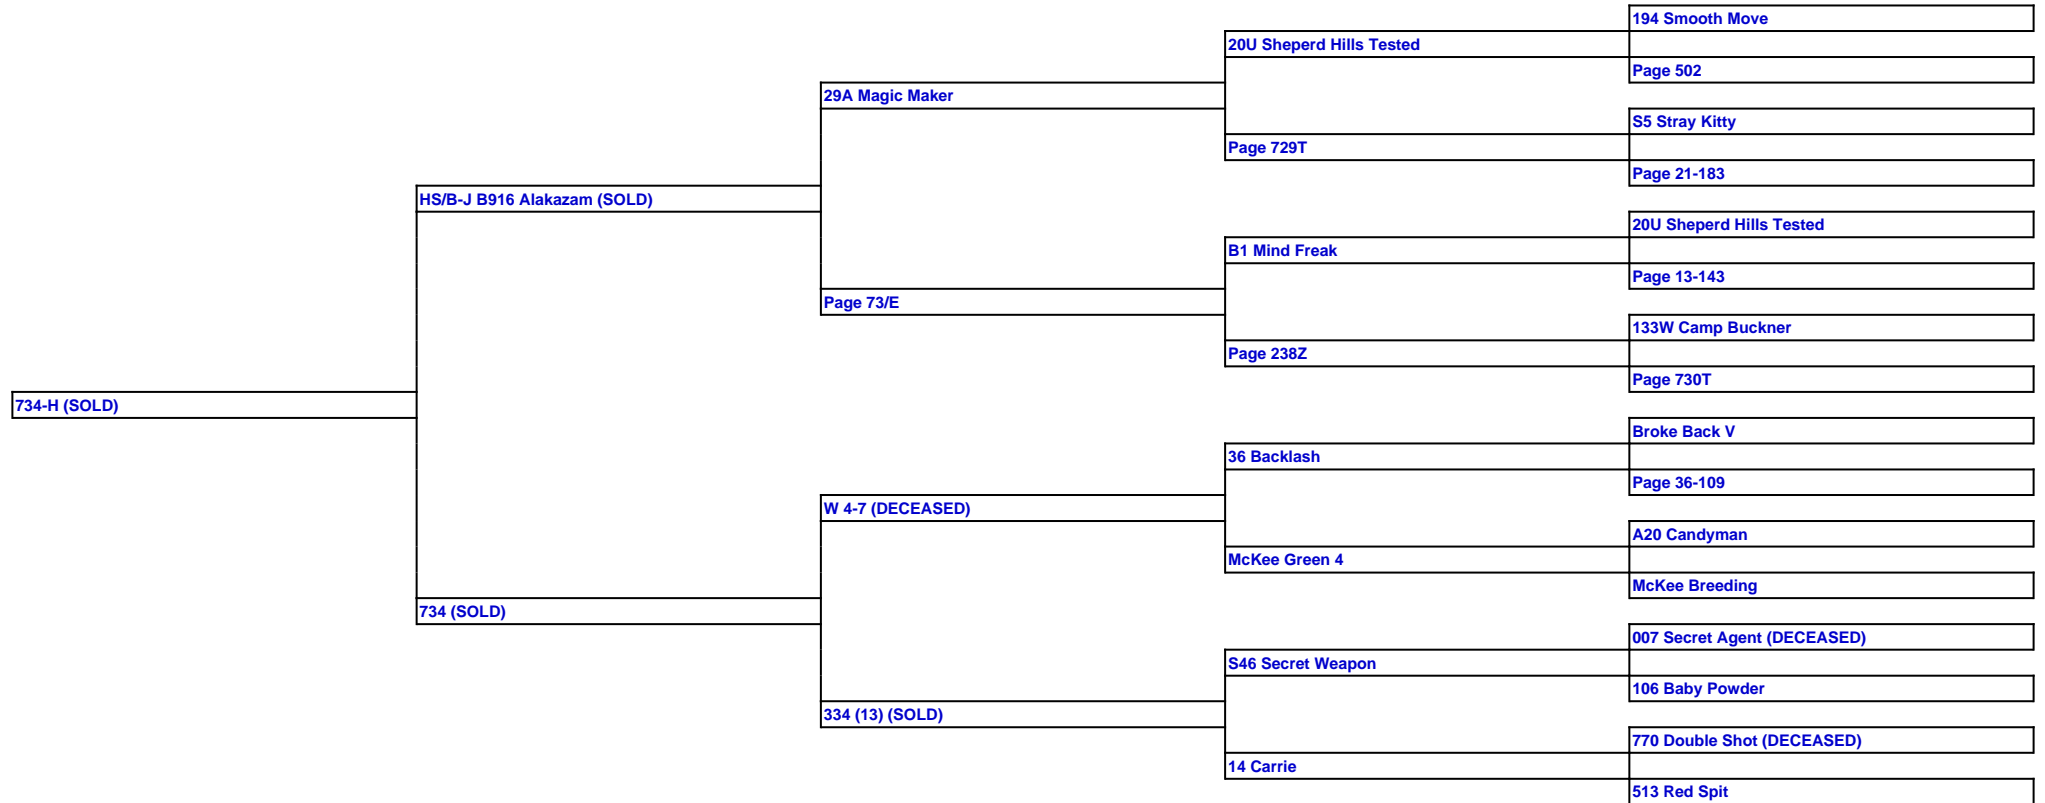 194 Smooth Move
20U Sheperd Hills Tested
Page 502
29A Magic Maker
S5 Stray Kitty
Page 729T
Page 21-183
HS/B-J B916 Alakazam (SOLD)
20U Sheperd Hills Tested
B1 Mind Freak
Page 13-143
Page 73/E
133W Camp Buckner
Page 238Z
Page 730T
734-H (SOLD)
Broke Back V
36 Backlash
Page 36-109
W 4-7 (DECEASED)
A20 Candyman
McKee Green 4
McKee Breeding
734 (SOLD)
007 Secret Agent (DECEASED)
S46 Secret Weapon
106 Baby Powder
334 (13) (SOLD)
770 Double Shot (DECEASED)
14 Carrie
513 Red Spit